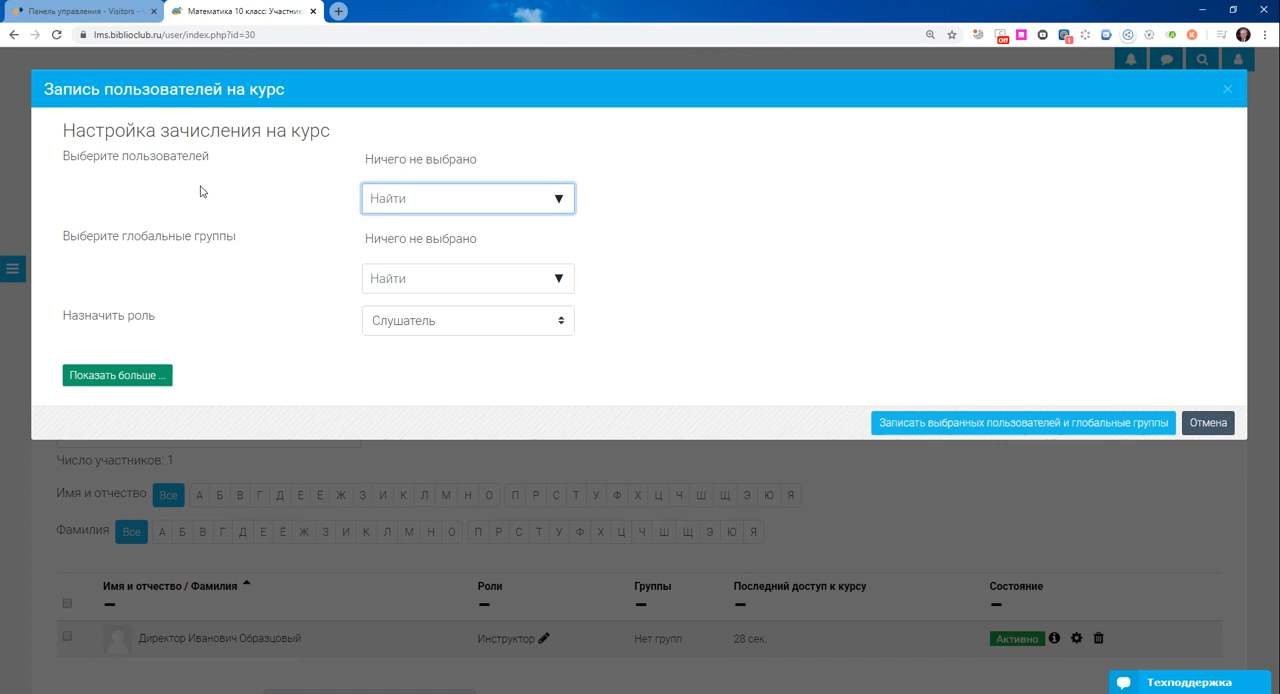 Панель управления - Visitors -
Математика 10 класс: Участник
lms.biblioclub.ru/user/index.php?id=30
Off
1
Запись пользователей на курс
Настройка зачисления на курс
Выберите пользователей
Ничего не выбрано
Найти
Выберите глобальные группы
Ничего не выбрано
Найти
Назначить роль
Слушатель
Показать больше ...
Записать выбранных пользователей и глобальные группы
Отмена
Число участников: 1
Имя и отчество Все А Б В Г Д Е Ё Ж З И К Л М Н О П Р С Т У Ф Х Ц Ч Ш Щ Э Ю Я
Фамилия Все А Б В Г Д Е Ё Ж З И К Л М Н О П Р С Т У Ф Х Ц Ч Ш Щ Э Ю Я
Имя и отчество / Фамилия Роли Группы Последний доступ к курсу Состояние
Директор Иванович Образцовый Инструктор Нет групп 28 сек. Активно
Техподдержка